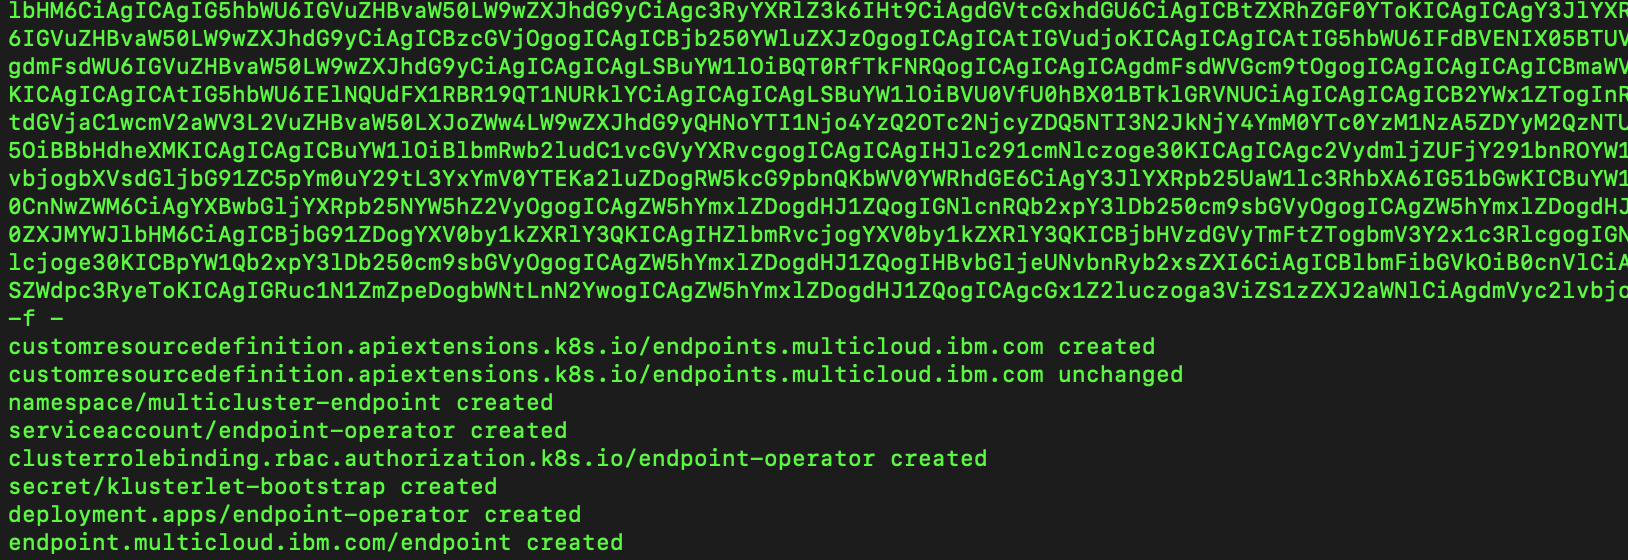 lbHM6CiAgICAgIG5hbWU6IGVuZHBvaW50LW9wZXJhdG9yCiAgc3RyYXRlZ3k6IHt9CiAgdGVtcGxhdGU6CiAgICBtZXRhZGF0YToKICAgICAgY3JlYXR
6IGVuZHBvaW50LW9wZXJhdG9yCiAgICBzcGVjOgogICAgICBjb250YWluZXJzOgogICAgICAtIGVudjoKICAgICAgICAtIG5hbWU6IFdBVENIX05BTUV
gdmFsdWU6IGVuZHBvaW50LW9wZXJhdG9yCiAgICAgICAgLSBuYW1lOiBQT0RfTkFNRQogICAgICAgICAgdmFsdWVGcm9tOgogICAgICAgICAgICBmaWV
KICAgICAgICAtIG5hbWU6IElNQUdFX1RBR19QT1NURklYCiAgICAgICAgLSBuYW1lOiBVU0VfU0hBX01BTklGRVNUCiAgICAgICAgICB2YWx1ZTogInR
tdGVjaC1wcmV2aWV3L2VuZHBvaW50LXJoZWw4LW9wZXJhdG9yQHNoYTI1Njo4YzQ2OTc2NjcyZDQ5NTI3N2JkNjY4YmM0YTc0YzM1NzA5ZDYyM2QzNTU
5OiBBbHdheXMKICAgICAgICBuYW1lOiBlbmRwb2ludC1vcGVyYXRvcgogICAgICAgIHJlc291cmNlczoge30KICAgICAgc2VydmljZUFjY291bnROYW1
vbjogbXVsdGljbG91ZC5pYm0uY29tL3YxYmV0YTEKa2luZDogRW5kcG9pbnQKbWV0YWRhdGE6CiAgY3JlYXRpb25UaW1lc3RhbXA6IG51bGwKICBuYW1
0CnNwZWM6CiAgYXBwbGljYXRpb25NYW5hZ2VyOgogICAgZW5hYmxlZDogdHJ1ZQogIGNlcnRQb2xpY3lDb250cm9sbGVyOgogICAgZW5hYmxlZDogdHJ
0ZXJMYWJlbHM6CiAgICBjbG91ZDogYXV0by1kZXRlY3QKICAgIHZlbmRvcjogYXV0by1kZXRlY3QKICBjbHVzdGVyTmFtZTogbmV3Y2x1c3RlcgogIGN
lcjoge30KICBpYW1Qb2xpY3lDb250cm9sbGVyOgogICAgZW5hYmxlZDogdHJ1ZQogIHBvbGljeUNvbnRyb2xsZXI6CiAgICBlbmFibGVkOiB0cnVlCiA
SZWdpc3RyeToKICAgIGRuc1N1ZmZpeDogbWNtLnN2YwogICAgZW5hYmxlZDogdHJ1ZQogICAgcGx1Z2luczoga3ViZS1zZXJ2aWNlCiAgdmVyc2lvbjo
-f -
customresourcedefinition.apiextensions.k8s.io/endpoints.multicloud.ibm.com created
customresourcedefinition.apiextensions.k8s.io/endpoints.multicloud.ibm.com unchanged
namespace/multicluster-endpoint created
serviceaccount/endpoint-operator created
clusterrolebinding.rbac.authorization.k8s.io/endpoint-operator created
secret/klusterlet-bootstrap created
deployment.apps/endpoint-operator created
endpoint.multicloud.ibm.com/endpoint created